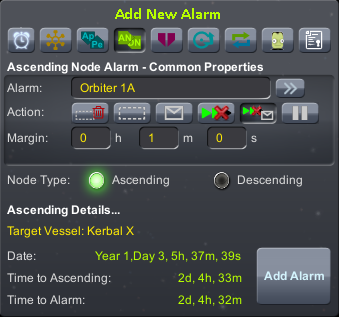 Add New Alarm
Ap Pe
AN DN
Ascending Node Alarm - Common Properties
Alarm: Orbiter 1A
Action:
Margin: 0 h 1 m 0 s
Node Type: Ascending Descending
Ascending Details...
Target Vessel: Kerbal X
Date: Year 1,Day 3, 5h, 37m, 39s
Time to Ascending: 2d, 4h, 33m
Time to Alarm: 2d, 4h, 32m
Add Alarm